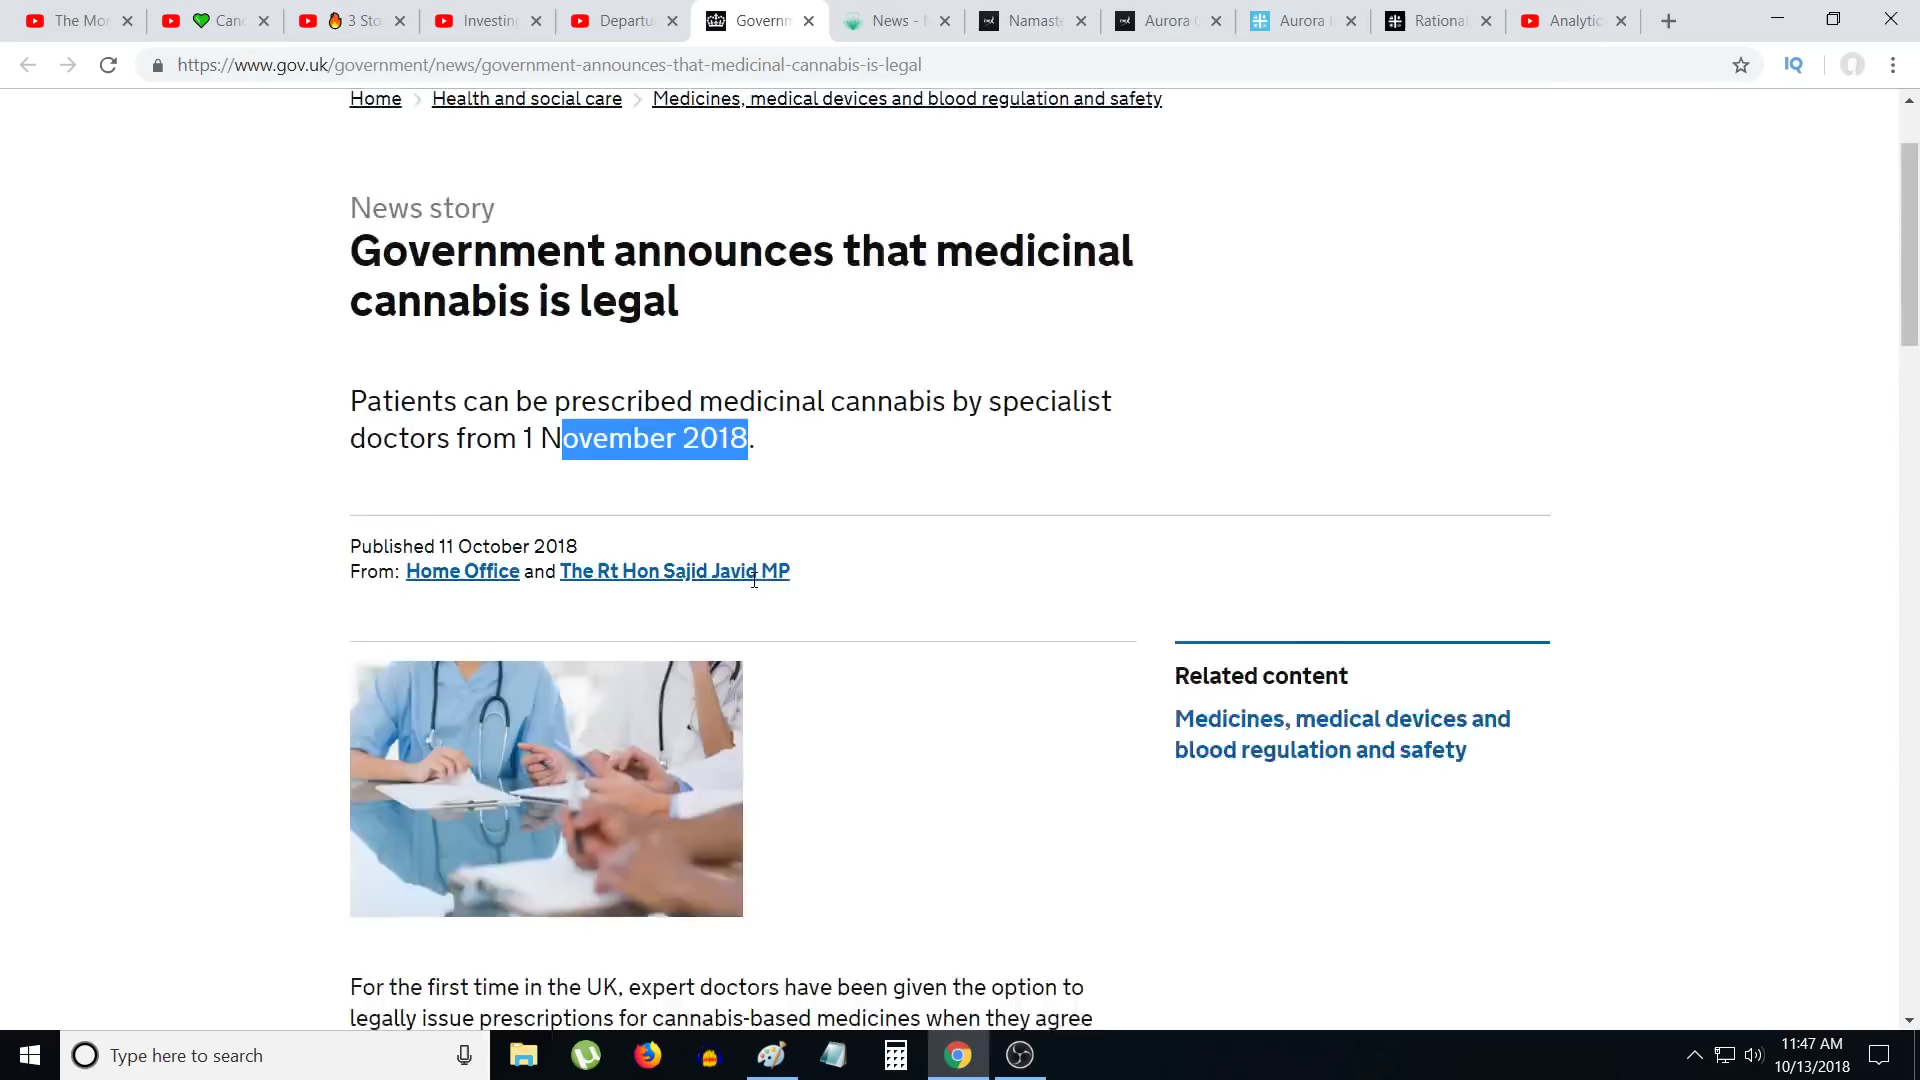 The Mor
Canc
3 Sto
Investin
Departu
Governm
News - N
Namaste
Aurora C
Aurora
Rational
Analytic
https://www.gov.uk/government/news/government-announces-that-medicinal-cannabis-is-legal
IQ
Home > Health and social care > Medicines, medical devices and blood regulation and safety
News story
Government announces that medicinal
cannabis is legal
Patients can be prescribed medicinal cannabis by specialist
doctors from 1 November 2018.
Published 11 October 2018
From: Home Office and The Rt Hon Sajid Javid MP
Related content
Medicines, medical devices and
blood regulation and safety
For the first time in the UK, expert doctors have been given the option to
legally issue prescriptions for cannabis-based medicines when they agree
Type here to search
11:47 AM
10/13/2018